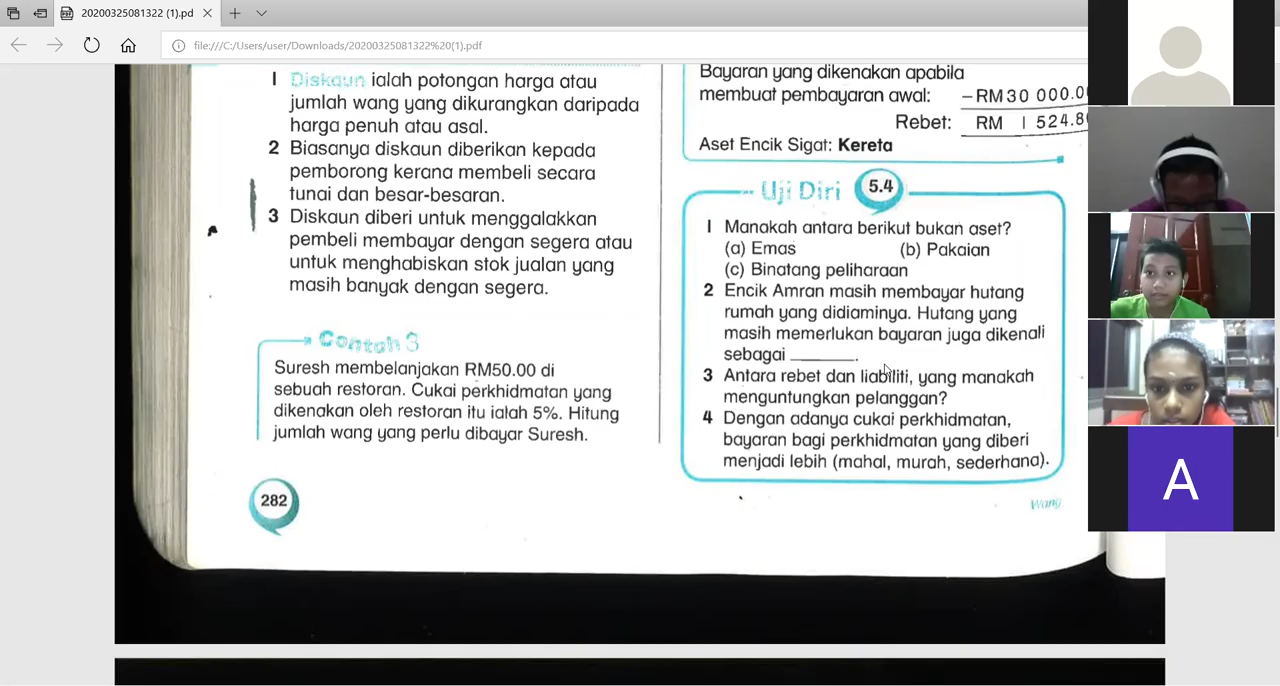 20200325081322 (1).pd
file:///C:/Users/user/Downloads/20200325081322%20(1).pdf
1 Diskaun ialah potongan harga atau
jumlah wang yang dikurangkan daripada
harga penuh atau asal.
2 Biasanya diskaun diberikan kepada
pemborong kerana membeli secara
tunai dan besar-besaran.
3 Diskaun diberi untuk menggalakkan
pembeli membayar dengan segera atau
untuk menghabiskan stok jualan yang
masih banyak dengan segera.
Contoh 3
Suresh membelanjakan RM50.00 di
sebuah restoran. Cukai perkhidmatan yang
dikenakan oleh restoran itu ialah 5%. Hitung
jumlah wang yang perlu dibayar Suresh.
282
Bayaran yang dikenakan apabila
membuat pembayaran awal: –RM30 000.0
Rebet: RM 1 524.8
Aset Encik Sigat: Kereta
Uji Diri 5.4
1 Manakah antara berikut bukan aset?
(a) Emas (b) Pakaian
(c) Binatang peliharaan
2 Encik Amran masih membayar hutang
rumah yang didiaminya. Hutang yang
masih memerlukan bayaran juga dikenali
sebagai ________.
3 Antara rebet dan liabiliti, yang manakah
menguntungkan pelanggan?
4 Dengan adanya cukai perkhidmatan,
bayaran bagi perkhidmatan yang diberi
menjadi lebih (mahal, murah, sederhana).
Wang
A